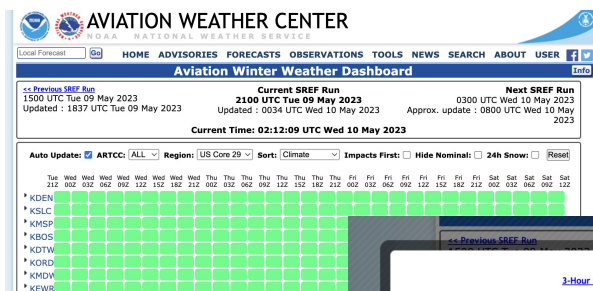 AVIATION WEATHER CENTER
NOAA NATIONAL WEATHER SERVICE
Local Forecast Go HOME ADVISORIES FORECASTS OBSERVATIONS TOOLS NEWS SEARCH ABOUT USER
Aviation Winter Weather Dashboard Info
<< Previous SREF Run
1500 UTC Tue 09 May 2023
Updated : 1837 UTC Tue 09 May 2023
Current SREF Run
2100 UTC Tue 09 May 2023
Updated : 0034 UTC Wed 10 May 2023
Next SREF Run
0300 UTC Wed 10 May 2023
Approx. update : 0800 UTC Wed 10 May
2023
Current Time: 02:12:09 UTC Wed 10 May 2023
Auto Update: ARTCC: ALL Region: US Core 29 Sort: Climate Impacts First: Hide Nominal: 24h Snow: Reset
Tue Wed Wed Wed Wed Wed Wed Wed Wed Thu Thu Thu Thu Thu Thu Thu Thu Fri Fri Fri Fri Fri Fri Fri Fri Sat Sat Sat Sat Sat
21Z 00Z 03Z 06Z 09Z 12Z 15Z 18Z 21Z 00Z 03Z 06Z 09Z 12Z 15Z 18Z 21Z 00Z 03Z 06Z 09Z 12Z 15Z 18Z 21Z 00Z 03Z 06Z 09Z 12Z
KDEN
KSLC
KMSP
KBOS
KDTW
KORD
KMDW
KEWR
<< Previous SREF Run
3-Hour